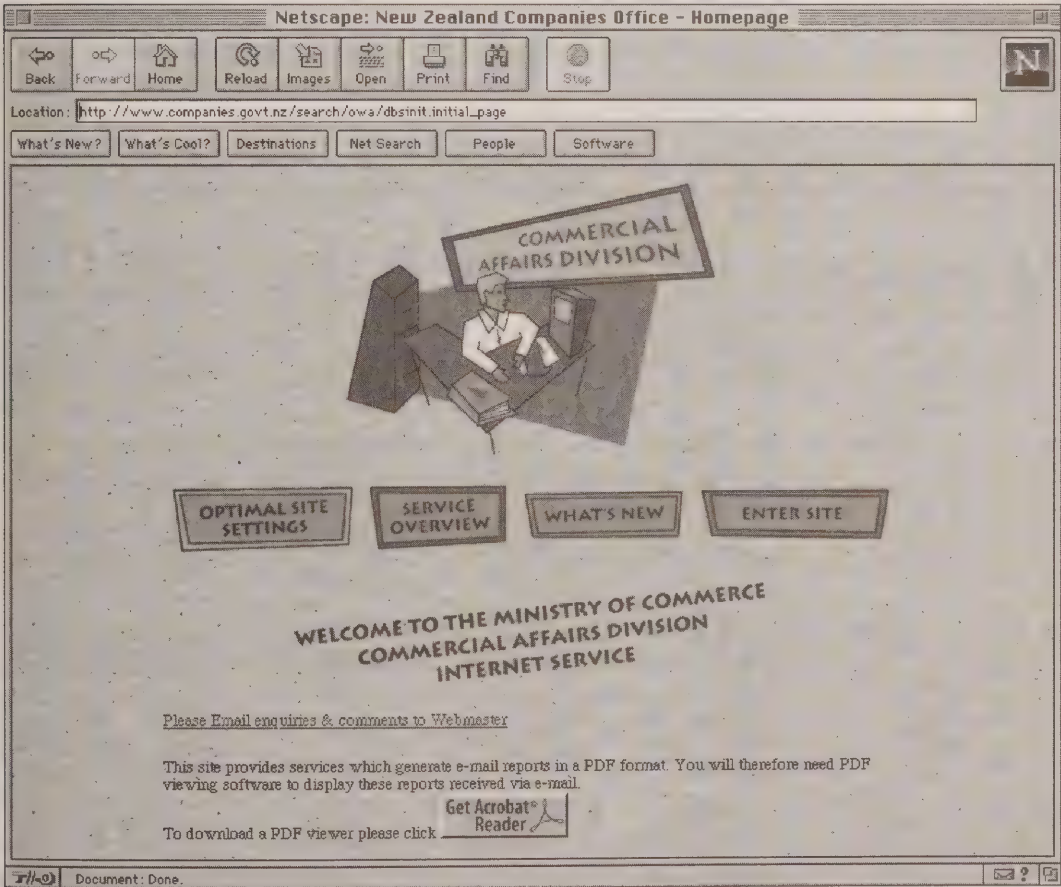 Netscape: New Zealand Companies Office - Homepage
Back Forward Home Reload Images Open Print Find Stop
N
Location: http://www.companies.govt.nz/search/owa/dbsinit.initial_page
What's New? What's Cool? Destinations Net Search People Software
COMMERCIAL
AFFAIRS DIVISION
OPTIMAL SITE
SETTINGS
SERVICE
OVERVIEW
WHAT'S NEW
ENTER SITE
WELCOME TO THE MINISTRY OF COMMERCE
COMMERCIAL AFFAIRS DIVISION
INTERNET SERVICE
Please Email enquiries & comments to Webmaster
This site provides services which generate e-mail reports in a PDF format. You will therefore need PDF
viewing software to display these reports received via e-mail.
Get Acrobat®
Reader
To download a PDF viewer please click
Document: Done.
?